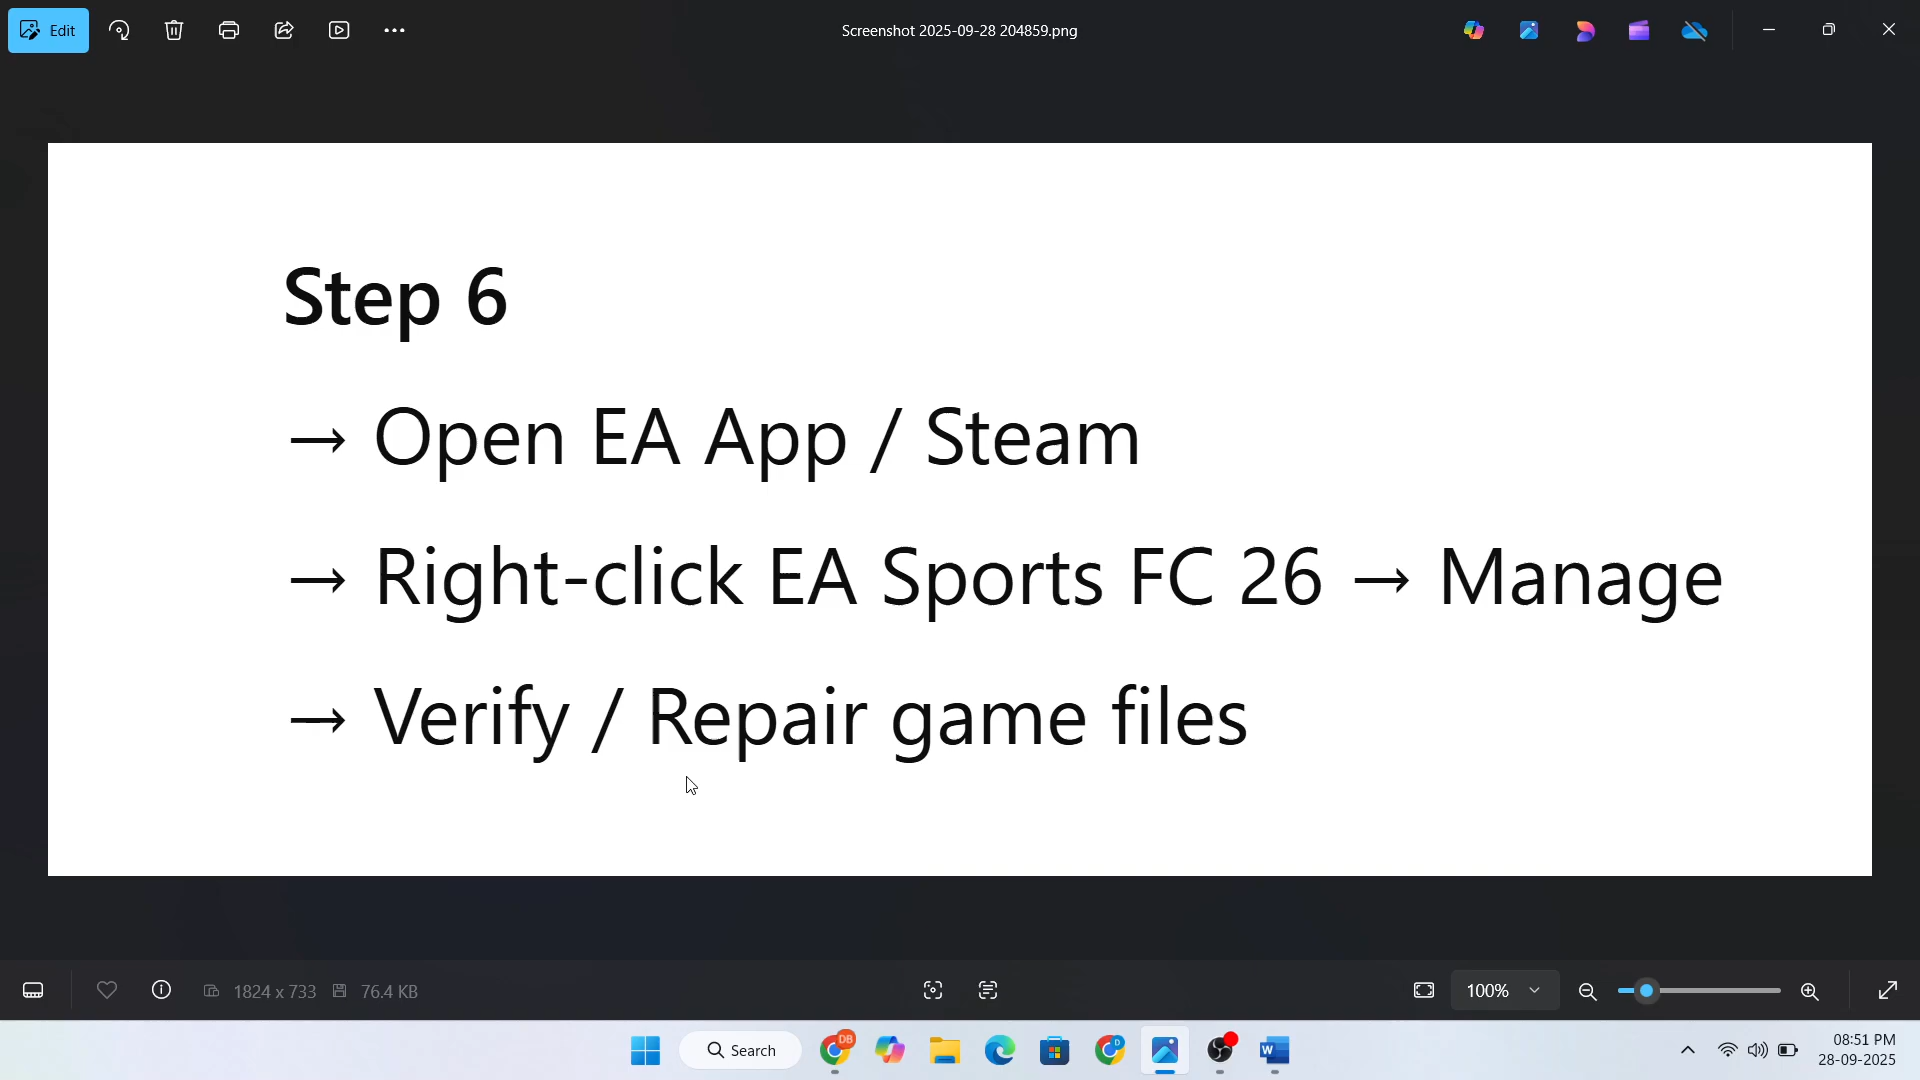 Edit
Screenshot 2025-09-28 204859.png
Step 6
→ Open EA App / Steam
→ Right-click EA Sports FC 26 → Manage
→ Verify / Repair game files
1824 x 733
76.4 KB
100%
Search
DB
D
W
08:51 PM
28-09-2025